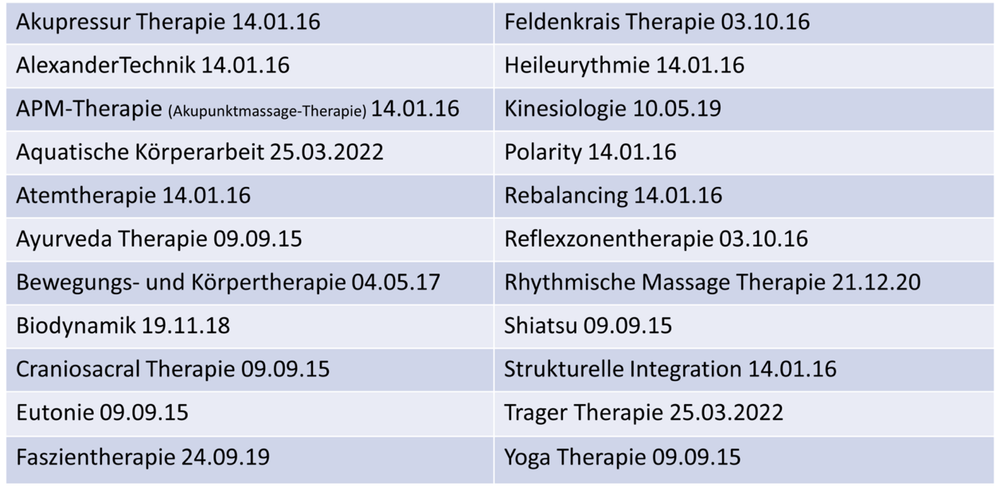 Akupressur Therapie 14.01.16
AlexanderTechnik 14.01.16
APM-Therapie (Akupunktmassage-Therapie) 14.01.16
Aquatische Körperarbeit 25.03.2022
Atemtherapie 14.01.16
Ayurveda Therapie 09.09.15
Bewegungs- und Körpertherapie 04.05.17
Biodynamik 19.11.18
Craniosacral Therapie 09.09.15
Eutonie 09.09.15
Faszientherapie 24.09.19
Feldenkrais Therapie 03.10.16
Heileurythmie 14.01.16
Kinesiologie 10.05.19
Polarity 14.01.16
Rebalancing 14.01.16
Reflexzonentherapie 03.10.16
Rhythmische Massage Therapie 21.12.20
Shiatsu 09.09.15
Strukturelle Integration 14.01.16
Trager Therapie 25.03.2022
Yoga Therapie 09.09.15